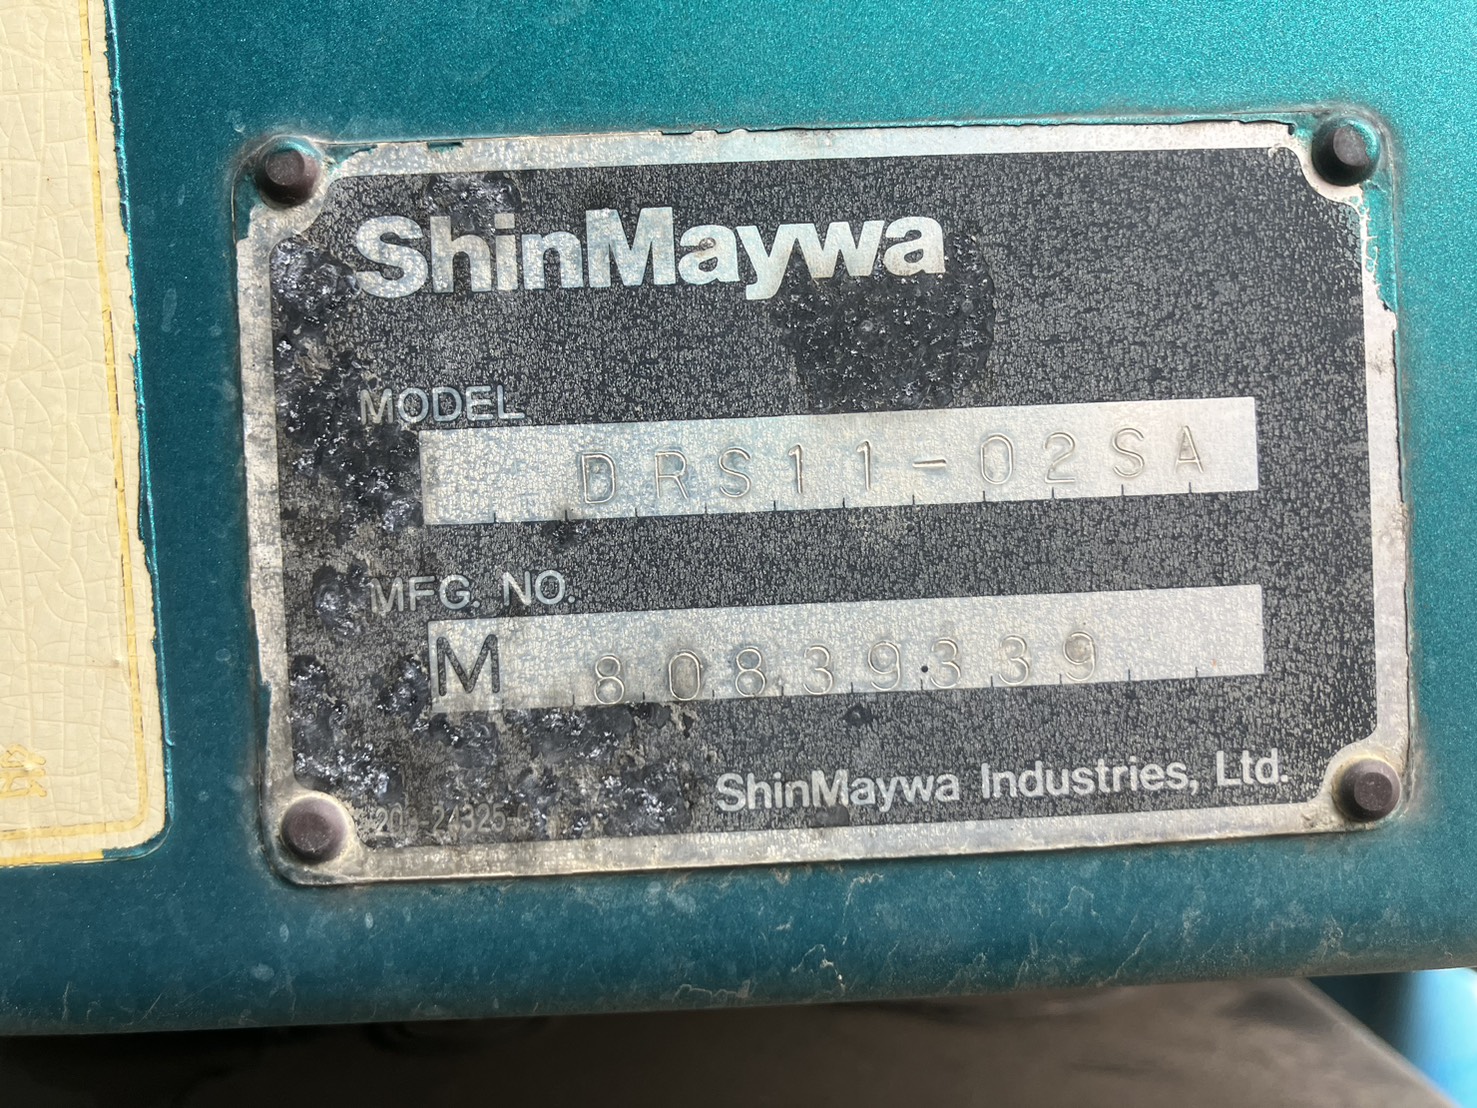 ShinMaywa
MODEL
DRS11-02SA
MFG. NO.
M 80839339
ShinMaywa Industries, Ltd.